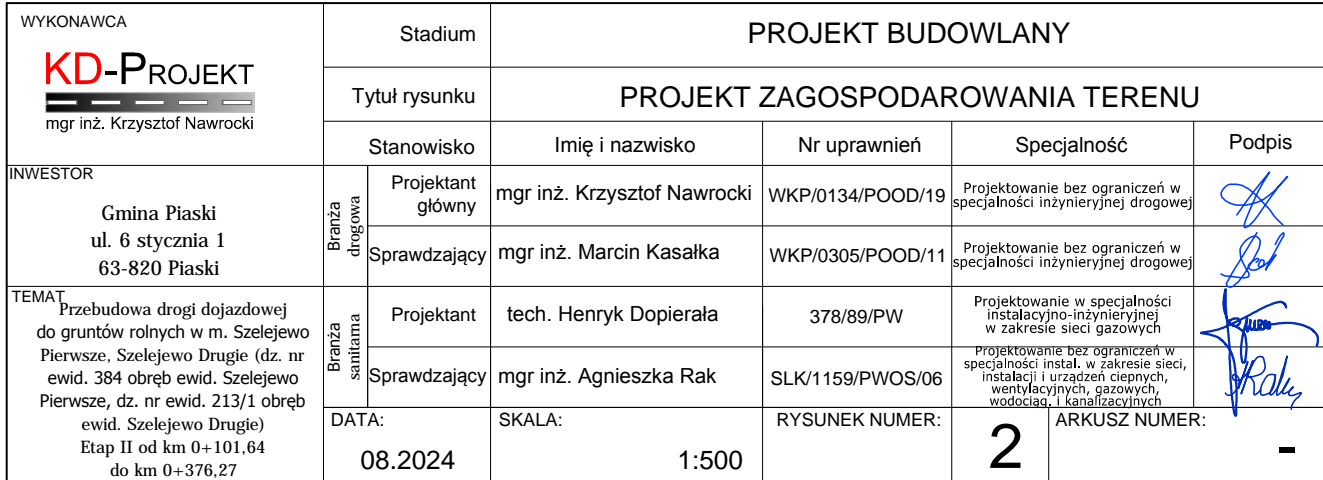 WYKONAWCA
KD-PROJEKT
mgr inż. Krzysztof Nawrocki
Stadium
PROJEKT BUDOWLANY
Tytuł rysunku
PROJEKT ZAGOSPODAROWANIA TERENU
Stanowisko
Imię i nazwisko
Nr uprawnień
Specjalność
Podpis
INWESTOR
Gmina Piaski
ul. 6 stycznia 1
63-820 Piaski
Branża
drogowa
Projektant
główny
mgr inż. Krzysztof Nawrocki
WKP/0134/POOD/19
Projektowanie bez ograniczeń w
specjalności inżynieryjnej drogowej
Sprawdzający
mgr inż. Marcin Kasałka
WKP/0305/POOD/11
Projektowanie bez ograniczeń w
specjalności inżynieryjnej drogowej
TEMAT
Przebudowa drogi dojazdowej
do gruntów rolnych w m. Szelejewo
Pierwsze, Szelejewo Drugie (dz. nr
ewid. 384 obręb ewid. Szelejewo
Pierwsze, dz. nr ewid. 213/1 obręb
ewid. Szelejewo Drugie)
Etap II od km 0+101,64
do km 0+376,27
Branża
sanitarna
Projektant
tech. Henryk Dopierała
378/89/PW
Projektowanie w specjalności
instalacyjno-inżynieryjnej
w zakresie sieci gazowych
Sprawdzający
mgr inż. Agnieszka Rak
SLK/1159/PWOS/06
Projektowanie bez ograniczeń w
specjalności instal. w zakresie sieci,
instalacji i urządzeń ciepnych,
wentylacyjnych, gazowych,
wodociąg. i kanalizacyjnych
DATA:
08.2024
SKALA:
1:500
RYSUNEK NUMER:
2
ARKUSZ NUMER:
-